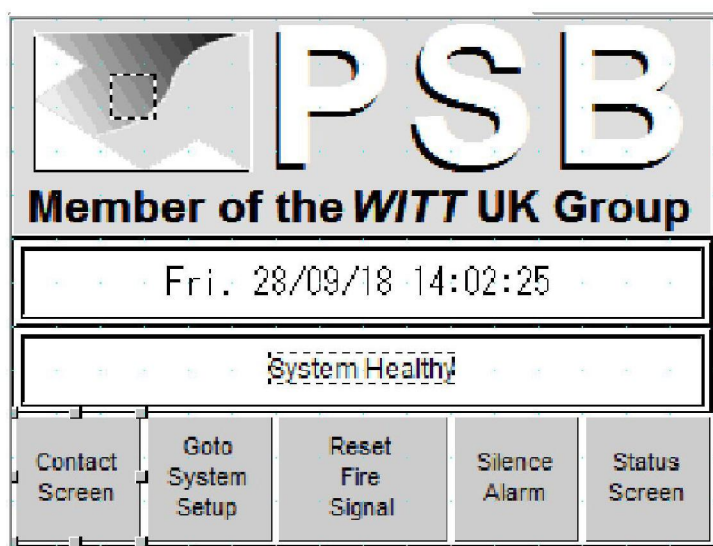 PSB
Member of the WITT UK Group
Fri. 28/09/18 14:02:25
System Healthy
Contact
Screen
Goto
System
Setup
Reset
Fire
Signal
Silence
Alarm
Status
Screen